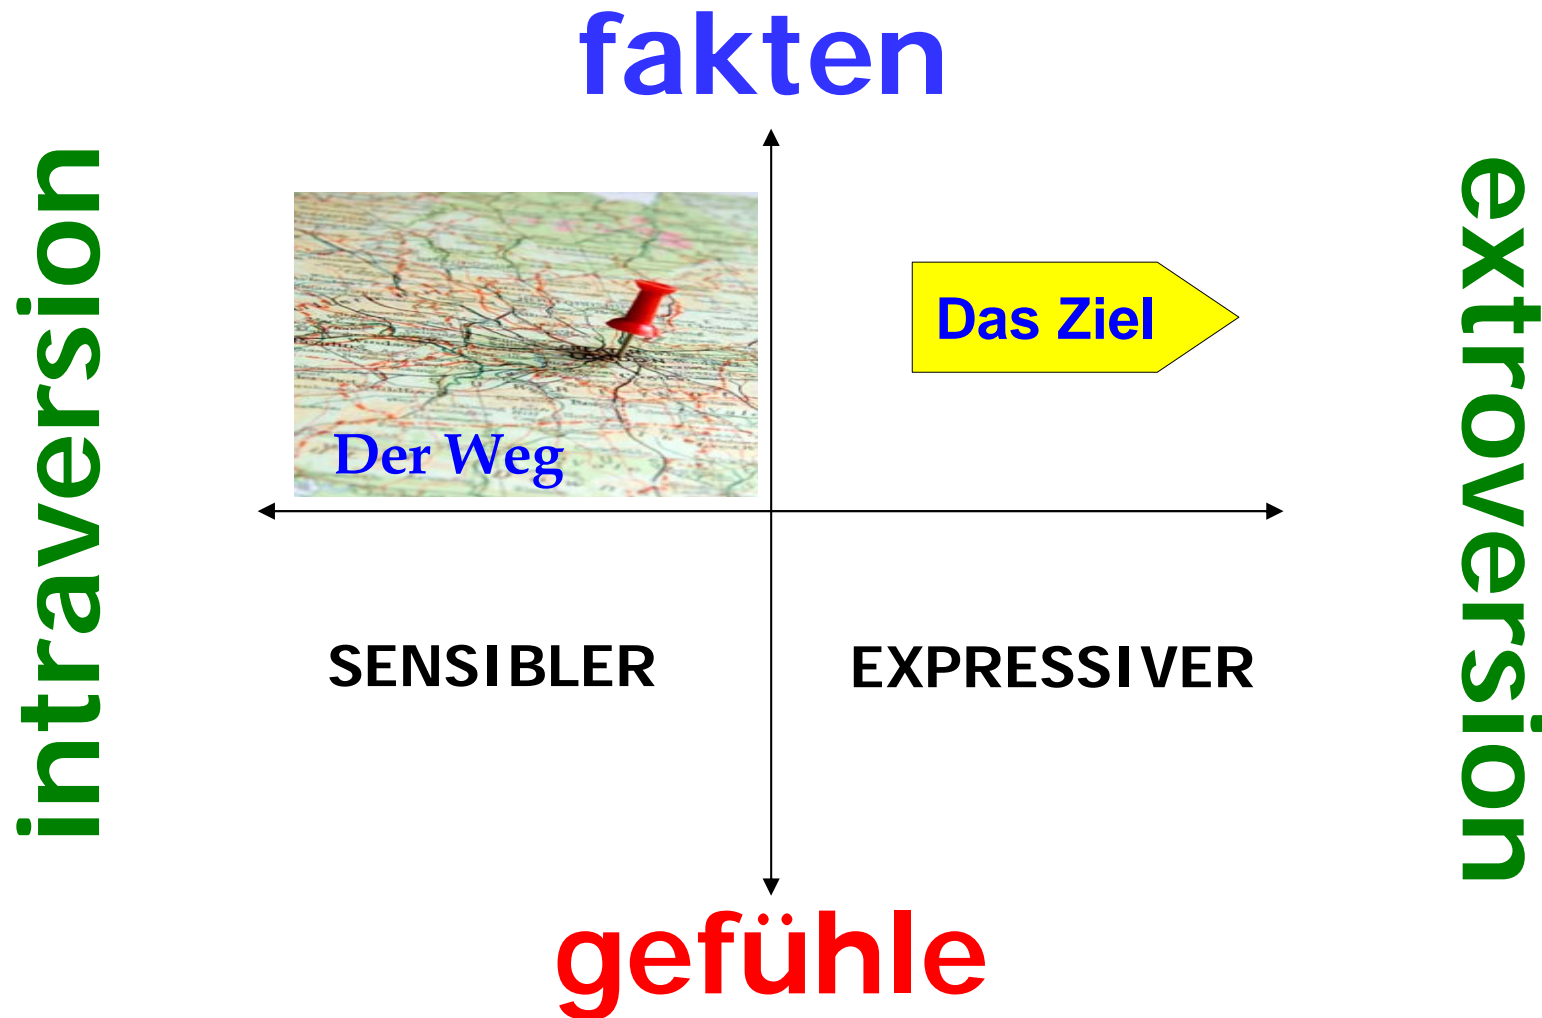 fakten
intraversion
extroversion
Das Ziel
Der Weg
SENSIBLER
EXPRESSIVER
gefühle